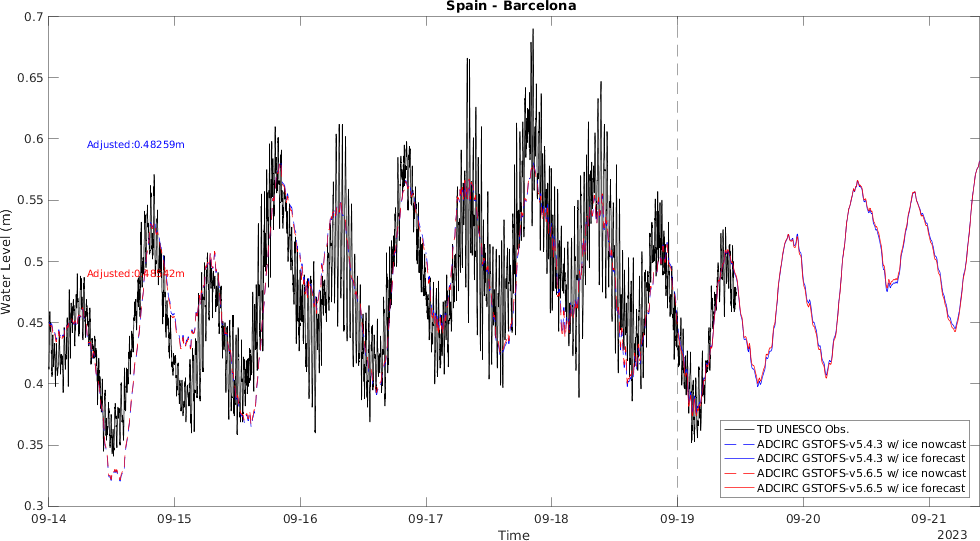 Spain - Barcelona
Water Level (m)
0.7
0.65
0.6
0.55
0.5
0.45
0.4
0.35
0.3
Adjusted:0.48259m
TD UNESCO Obs.
ADCIRC GSTOFS-v5.4.3 w/ ice nowcast
ADCIRC GSTOFS-v5.4.3 w/ ice forecast
ADCIRC GSTOFS-v5.6.5 w/ ice nowcast
ADCIRC GSTOFS-v5.6.5 w/ ice forecast
09-14 09-15 09-16 09-17 09-18 09-19 09-20 09-21
Time
2023